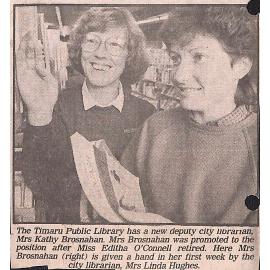 The Timaru Public Library has a new deputy city librarian,
Mrs Kathy Brosnahan. Mrs Brosnahan was promoted to the
position after Miss Editha O'Connell retired. Here Mrs
Brosnahan (right) is given a hand in her first week by the
city librarian, Mrs Linda Hughes.